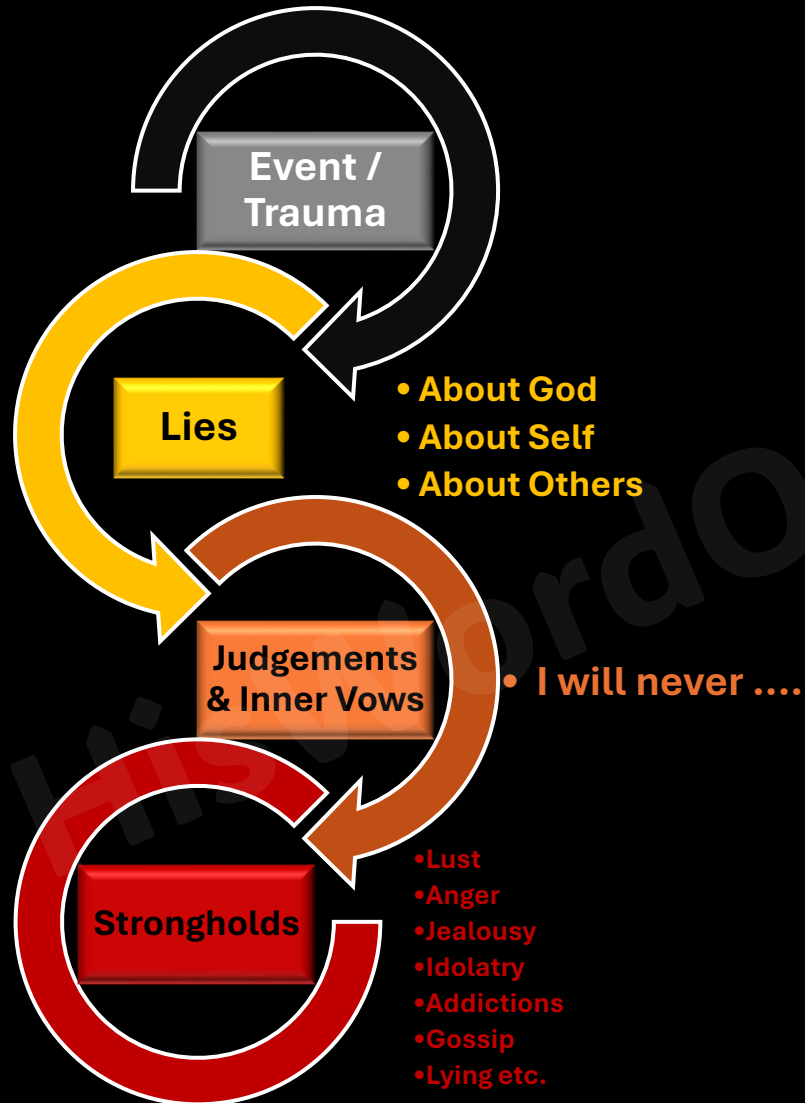 Event /
Trauma
Lies
• About God
• About Self
• About Others
Judgements
& Inner Vows
• I will never ....
Strongholds
•Lust
•Anger
•Jealousy
•Idolatry
•Addictions
•Gossip
•Lying etc.
HisWordO